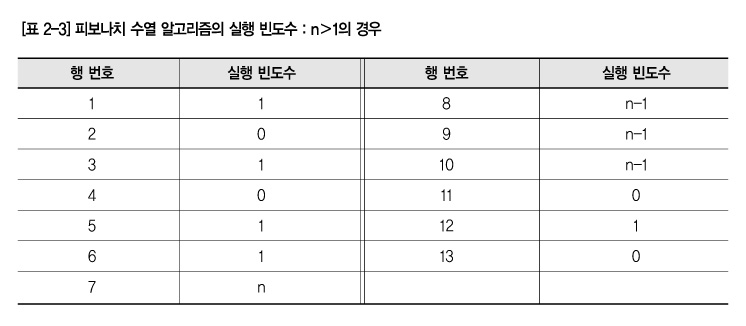 [표 2-3] 피보나치 수열 알고리즘의 실행 빈도수 : n>1의 경우
행 번호 실행 빈도수 행 번호 실행 빈도수
1 1 8 n-1
2 0 9 n-1
3 1 10 n-1
4 0 11 0
5 1 12 1
6 1 13 0
7 n